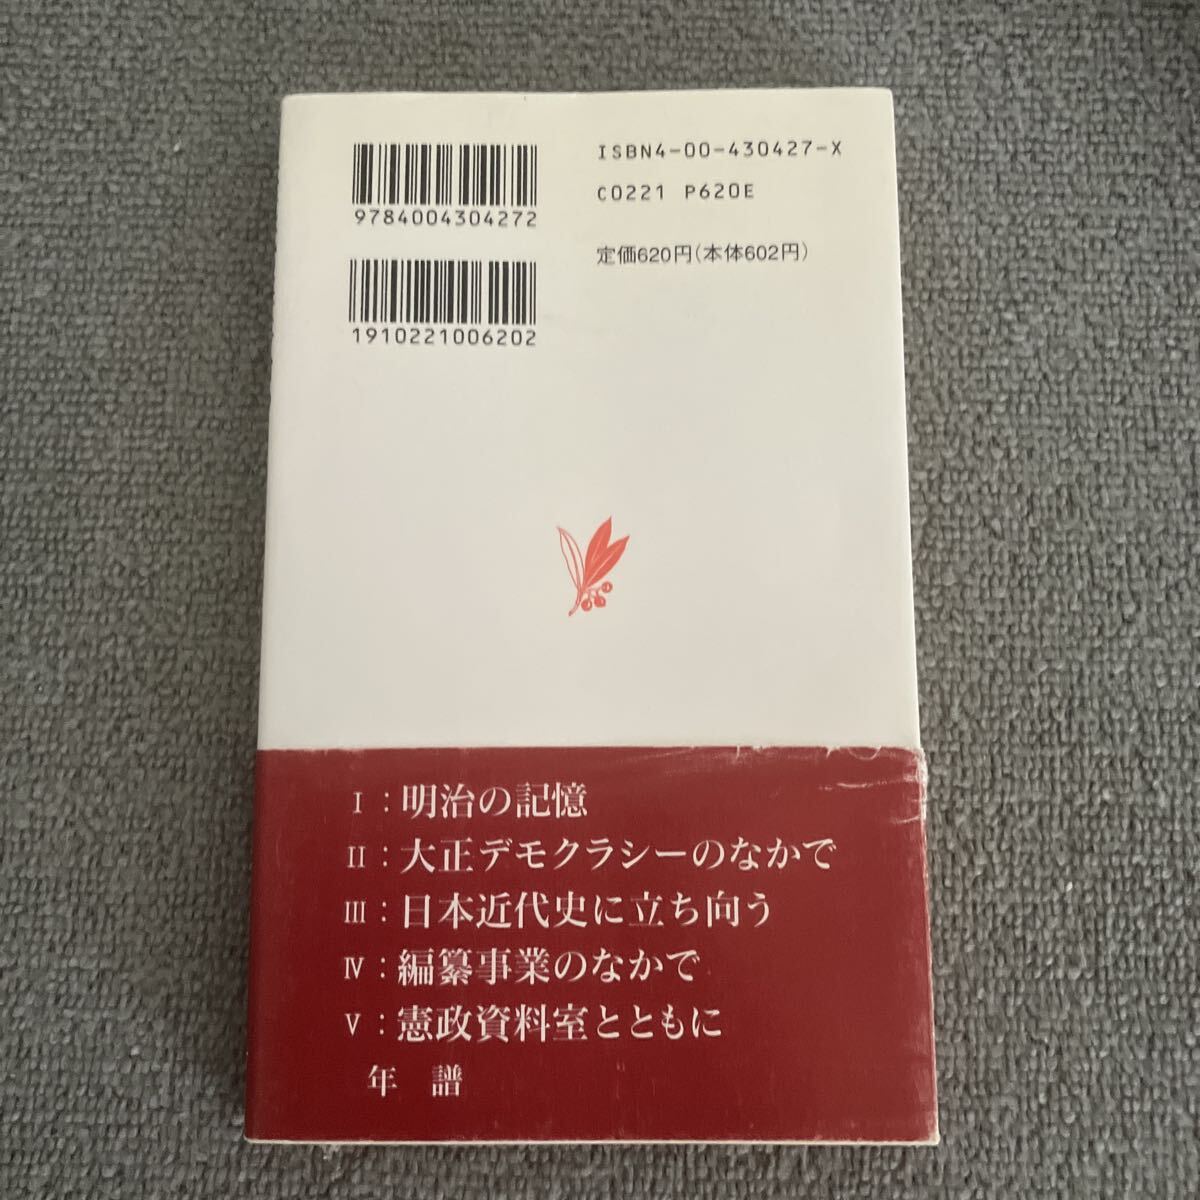 9784004304272
1910221006202
ISBN4-00-430427-X
C0221 P620E
定価620円(本体602円)
I：明治の記憶
II：大正デモクラシーのなかで
III：日本近代史に立ち向う
IV：編纂事業のなかで
V：憲政資料室とともに
年 譜